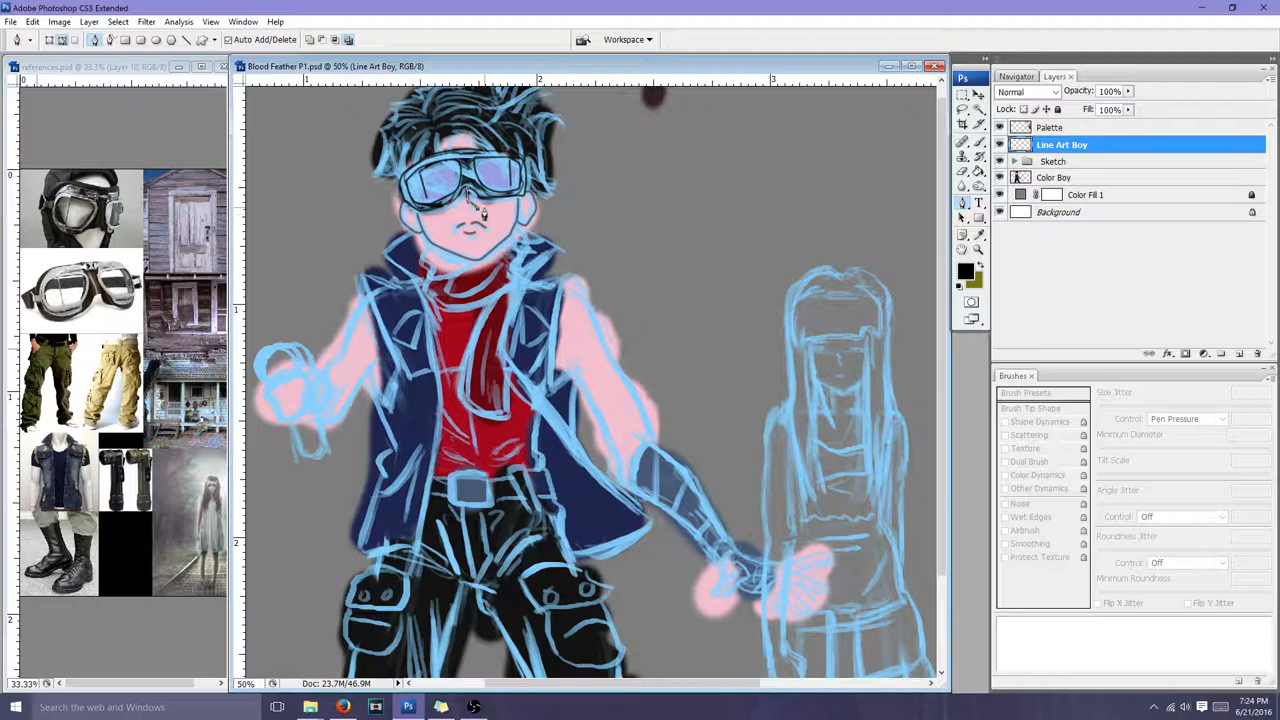 Adobe Photoshop CS3 Extended
File Edit Image Layer Select Filter Analysis View Window Help
Auto Add/Delete
Workspace
references.psd @ 33.3% (Layer 10, RGB/8)
Blood Feather P1.psd @ 50% (Line Art Boy, RGB/8)
Ps
Navigator Layers
Normal Opacity: 100%
Lock: Fill: 100%
Palette
Line Art Boy
Sketch
Color Boy
Color Fill 1
Background
Brushes
Brush Presets
Brush Tip Shape
Shape Dynamics
Scattering
Texture
Dual Brush
Color Dynamics
Other Dynamics
Noise
Wet Edges
Airbrush
Smoothing
Protect Texture
Size Jitter
Control: Pen Pressure
Minimum Diameter
Tilt Scale
Angle Jitter
Control: Off
Roundness Jitter
Control: Off
Minimum Roundness
Flip X Jitter Flip Y Jitter
33.33%
50% Doc: 23.7M/46.9M
Search the web and Windows
7:24 PM
6/21/2016